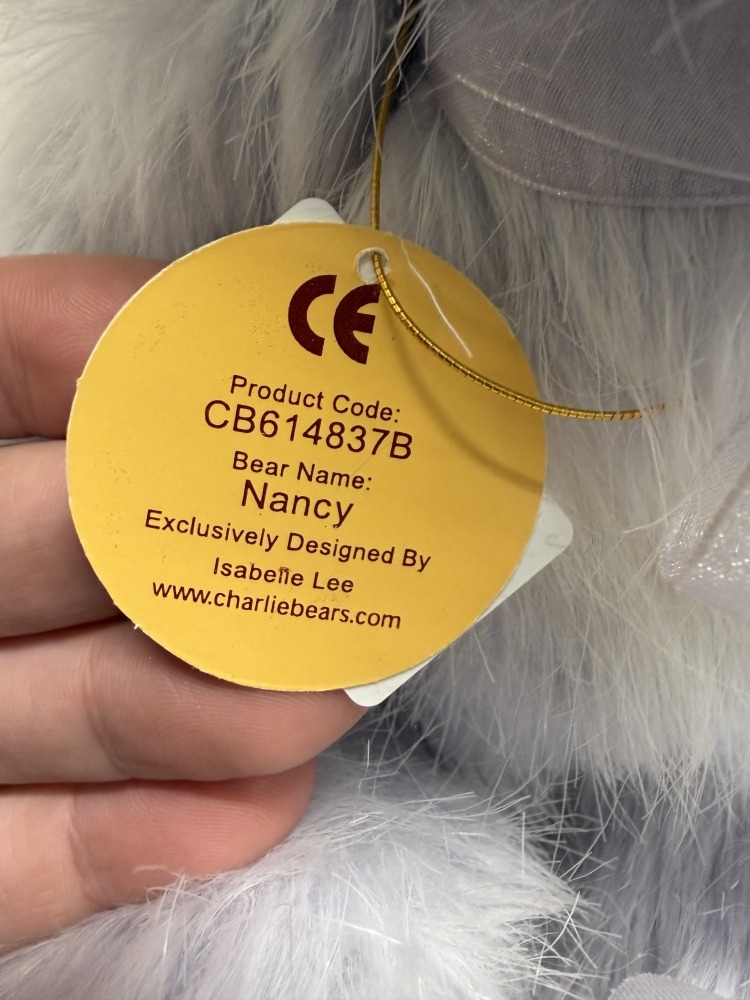 CE
Product Code:
CB614837B
Bear Name:
Nancy
Exclusively Designed By
Isabelle Lee
www.charliebears.com